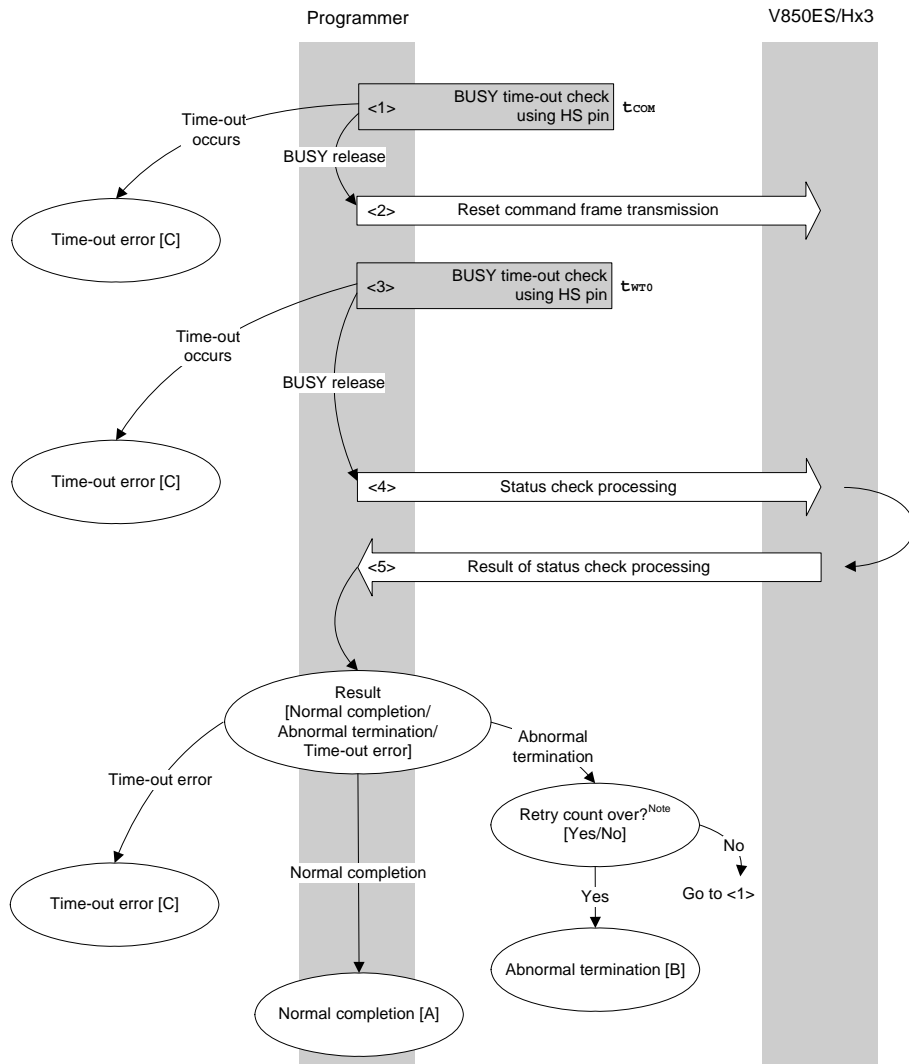 Programmer
V850ES/Hx3
<1>
BUSY time-out check
using HS pin
tCOM
Time-out
occurs
BUSY release
<2>
Reset command frame transmission
Time-out error [C]
<3>
BUSY time-out check
using HS pin
tWT0
Time-out
occurs
BUSY release
Time-out error [C]
<4>
Status check processing
<5>
Result of status check processing
Result
[Normal completion/
Abnormal termination/
Time-out error]
Abnormal
termination
Time-out error
Retry count over?Note
[Yes/No]
No
Normal completion
Yes
Go to <1>
Time-out error [C]
Abnormal termination [B]
Normal completion [A]